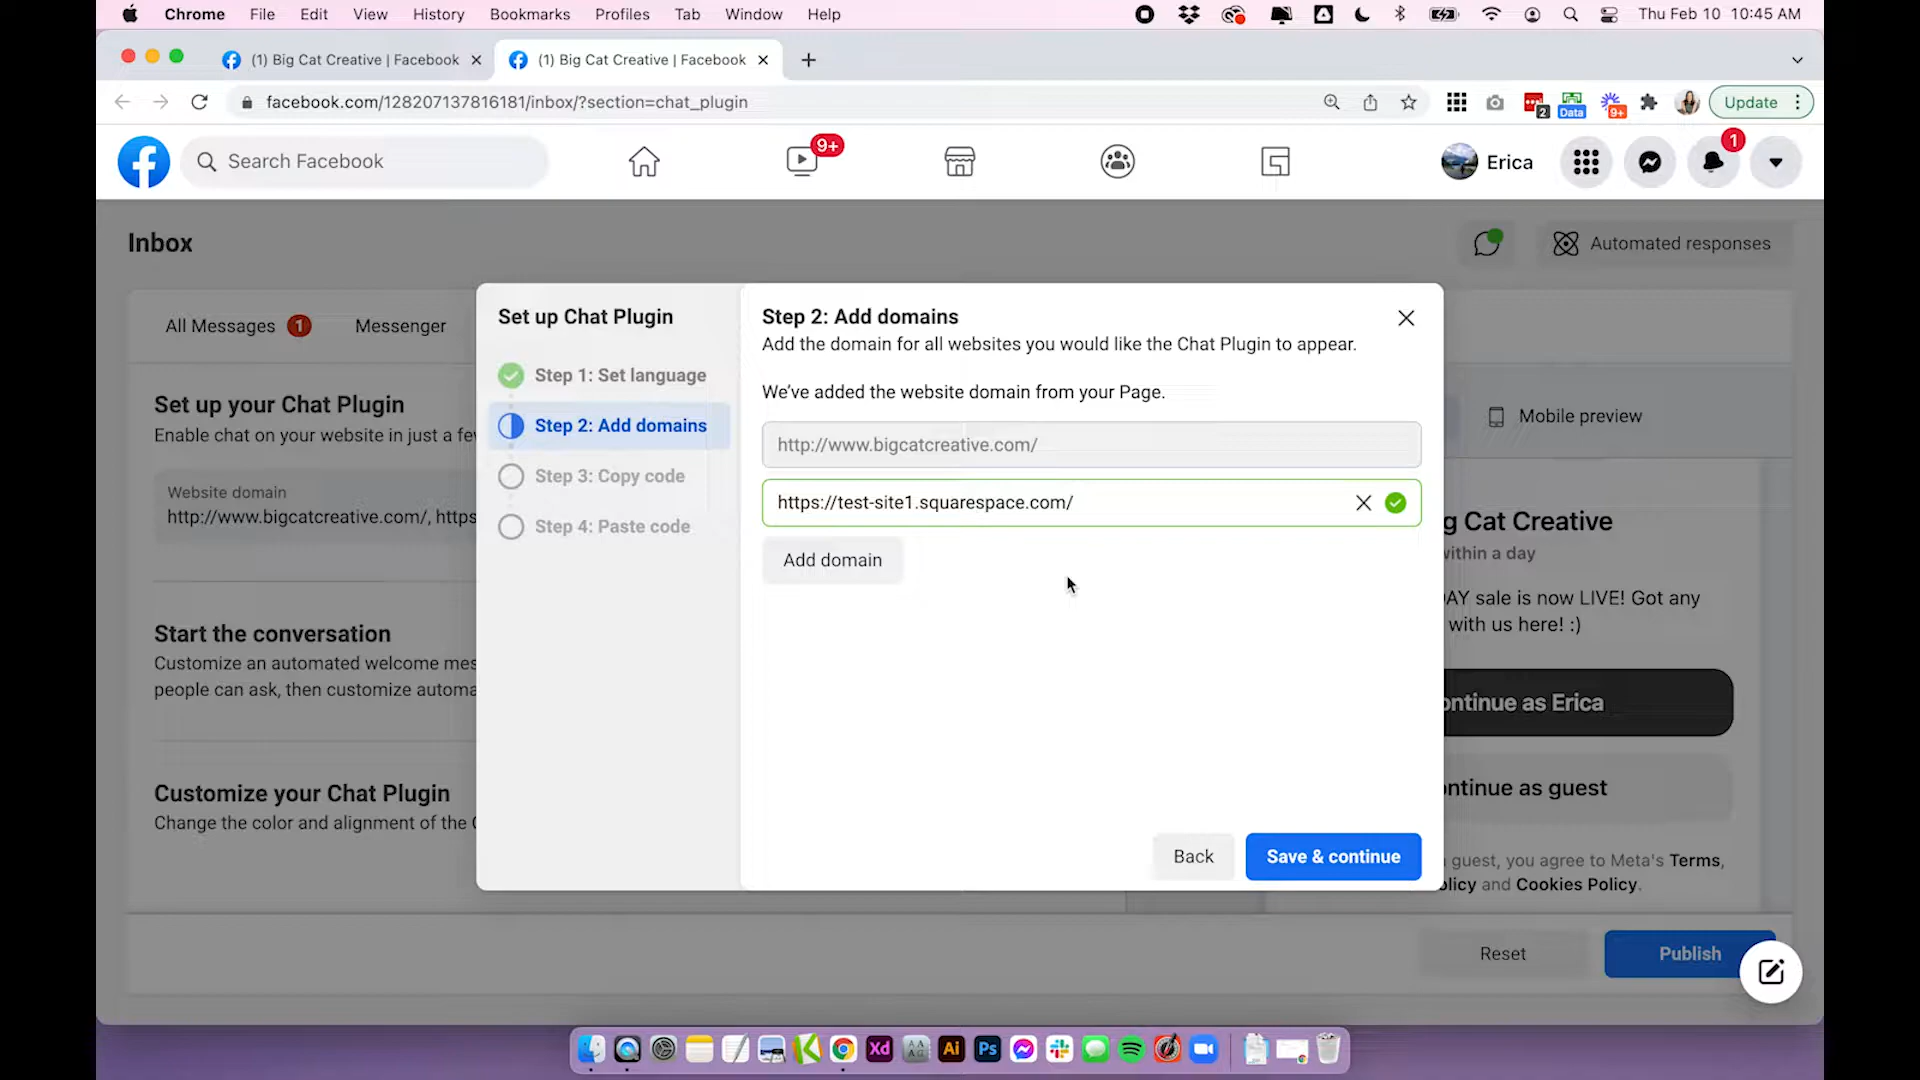 Chrome File Edit View History Bookmarks Profiles Tab Window Help Thu Feb 10 10:45 AM
(1) Big Cat Creative | Facebook (1) Big Cat Creative | Facebook
facebook.com/128207137816181/inbox/?section=chat_plugin 2 Data 9+ Update
Search Facebook 9+ Erica 1
Inbox Automated responses
All Messages 1 Messenger
Set up your Chat Plugin
Enable chat on your website in just a fe
Website domain
http://www.bigcatcreative.com/, https
Start the conversation
Customize an automated welcome mes
people can ask, then customize automa
Customize your Chat Plugin
Change the color and alignment of the
Set up Chat Plugin
Step 1: Set language
Step 2: Add domains
Step 3: Copy code
Step 4: Paste code
Step 2: Add domains
Add the domain for all websites you would like the Chat Plugin to appear.
We've added the website domain from your Page.
http://www.bigcatcreative.com/
https://test-site1.squarespace.com/
Add domain
Back Save & continue
Mobile preview
g Cat Creative
within a day
AY sale is now LIVE! Got any
with us here! :)
ontinue as Erica
ontinue as guest
guest, you agree to Meta's Terms,
olicy and Cookies Policy.
Reset Publish
Xd Ai Ps